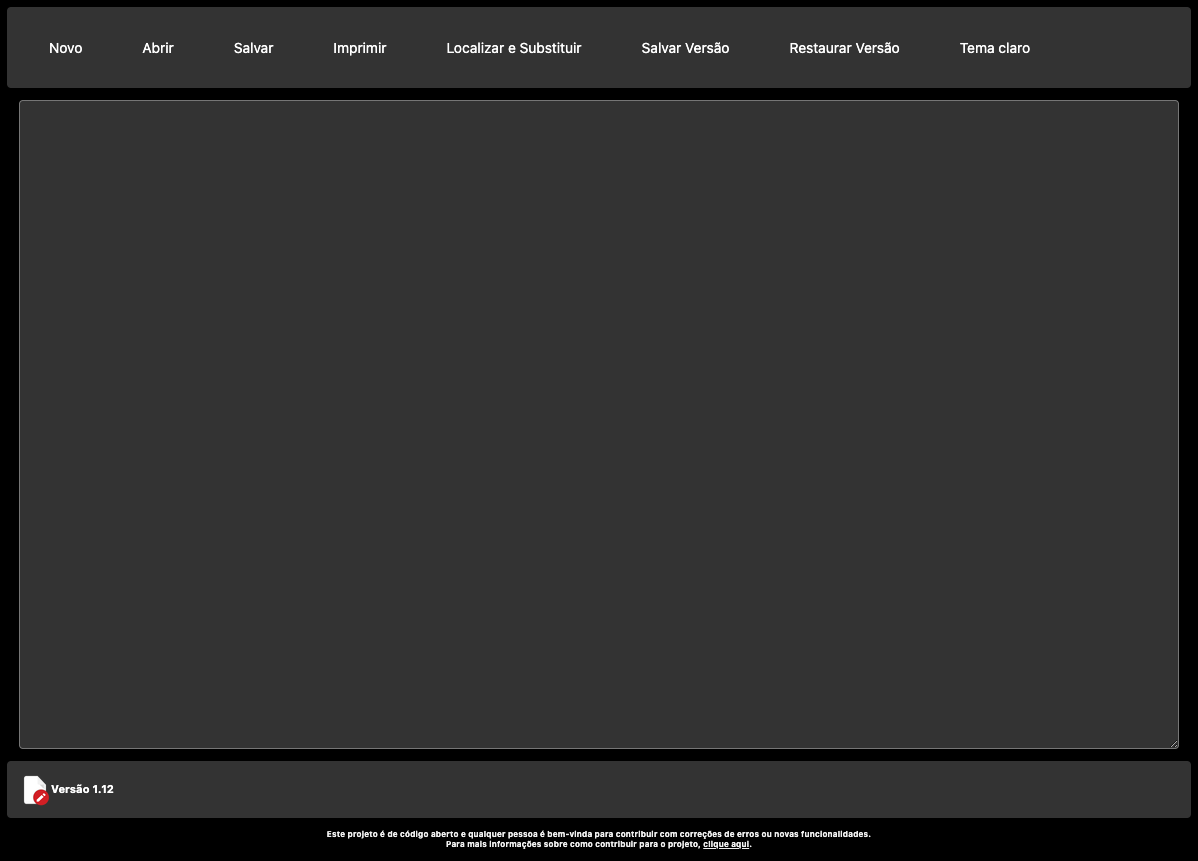 Novo Abrir Salvar Imprimir Localizar e Substituir Salvar Versão Restaurar Versão Tema claro
Versão 1.12
Este projeto é de código aberto e qualquer pessoa é bem-vinda para contribuir com correções de erros ou novas funcionalidades.
Para mais informações sobre como contribuir para o projeto, clique aqui.